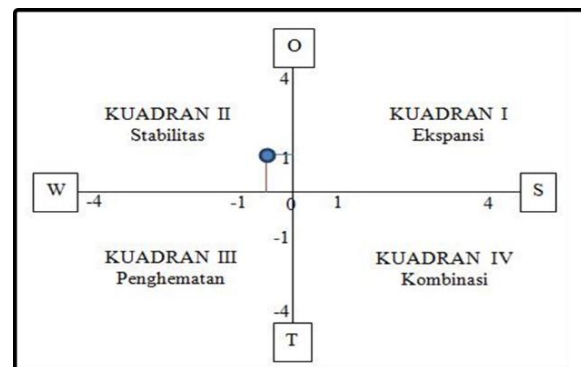 O
4
KUADRAN II
Stabilitas
KUADRAN I
Ekspansi
1
W
-4
-1
0
1
4
S
-1
KUADRAN III
Penghematan
KUADRAN IV
Kombinasi
-4
T